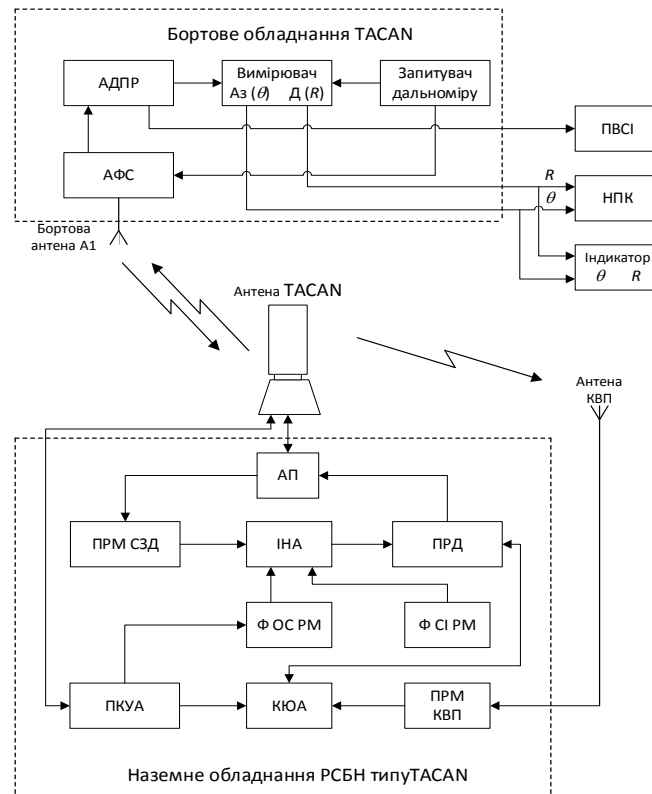 Бортове обладнання TACAN
АДПР
Вимірювач
Аз (θ) Д (R)
Запитувач
дальноміру
ПВСІ
АФС
R
θ
НПК
Бортова
антена А1
Індикатор
θ R
Антена TACAN
Антена
КВП
АП
ПРМ СЗД
ІНА
ПРД
Ф ОС РМ
Ф СІ РМ
ПКУА
КЮА
ПРМ
КВП
Наземне обладнання РСБН типуTACAN